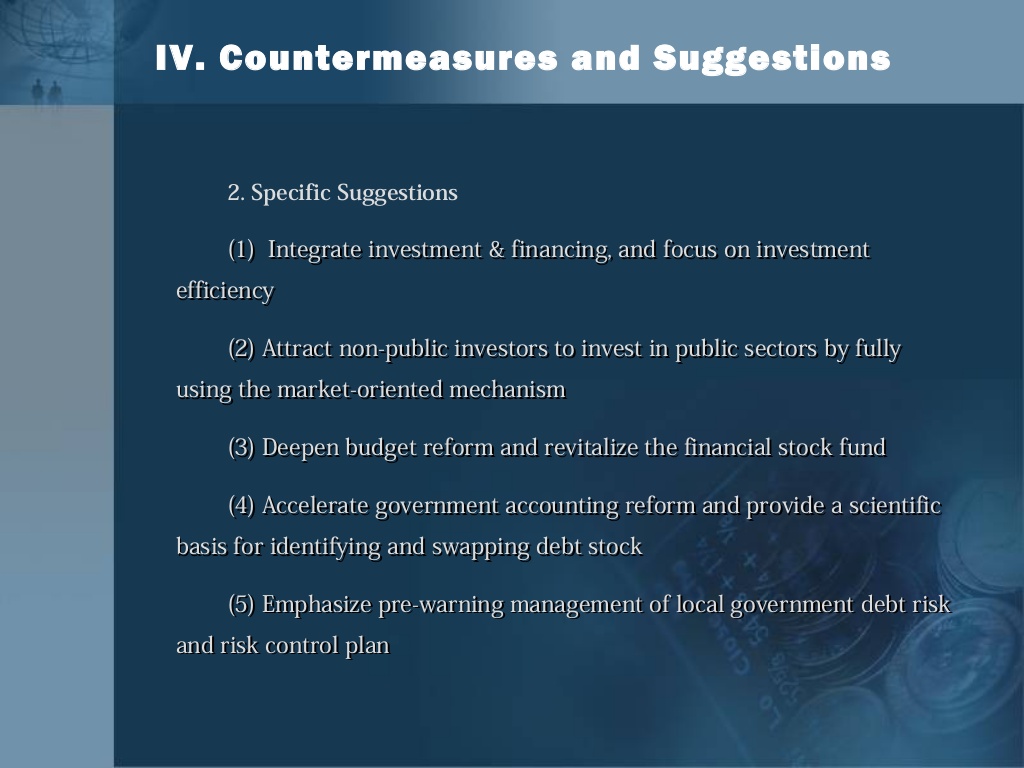 IV. Countermeasures and Suggestions
2. Specific Suggestions
(1) Integrate investment & financing, and focus on investment
efficiency
(2) Attract non-public investors to invest in public sectors by fully
using the market-oriented mechanism
(3) Deepen budget reform and revitalize the financial stock fund
(4) Accelerate government accounting reform and provide a scientific
basis for identifying and swapping debt stock
(5) Emphasize pre-warning management of local government debt risk
and risk control plan